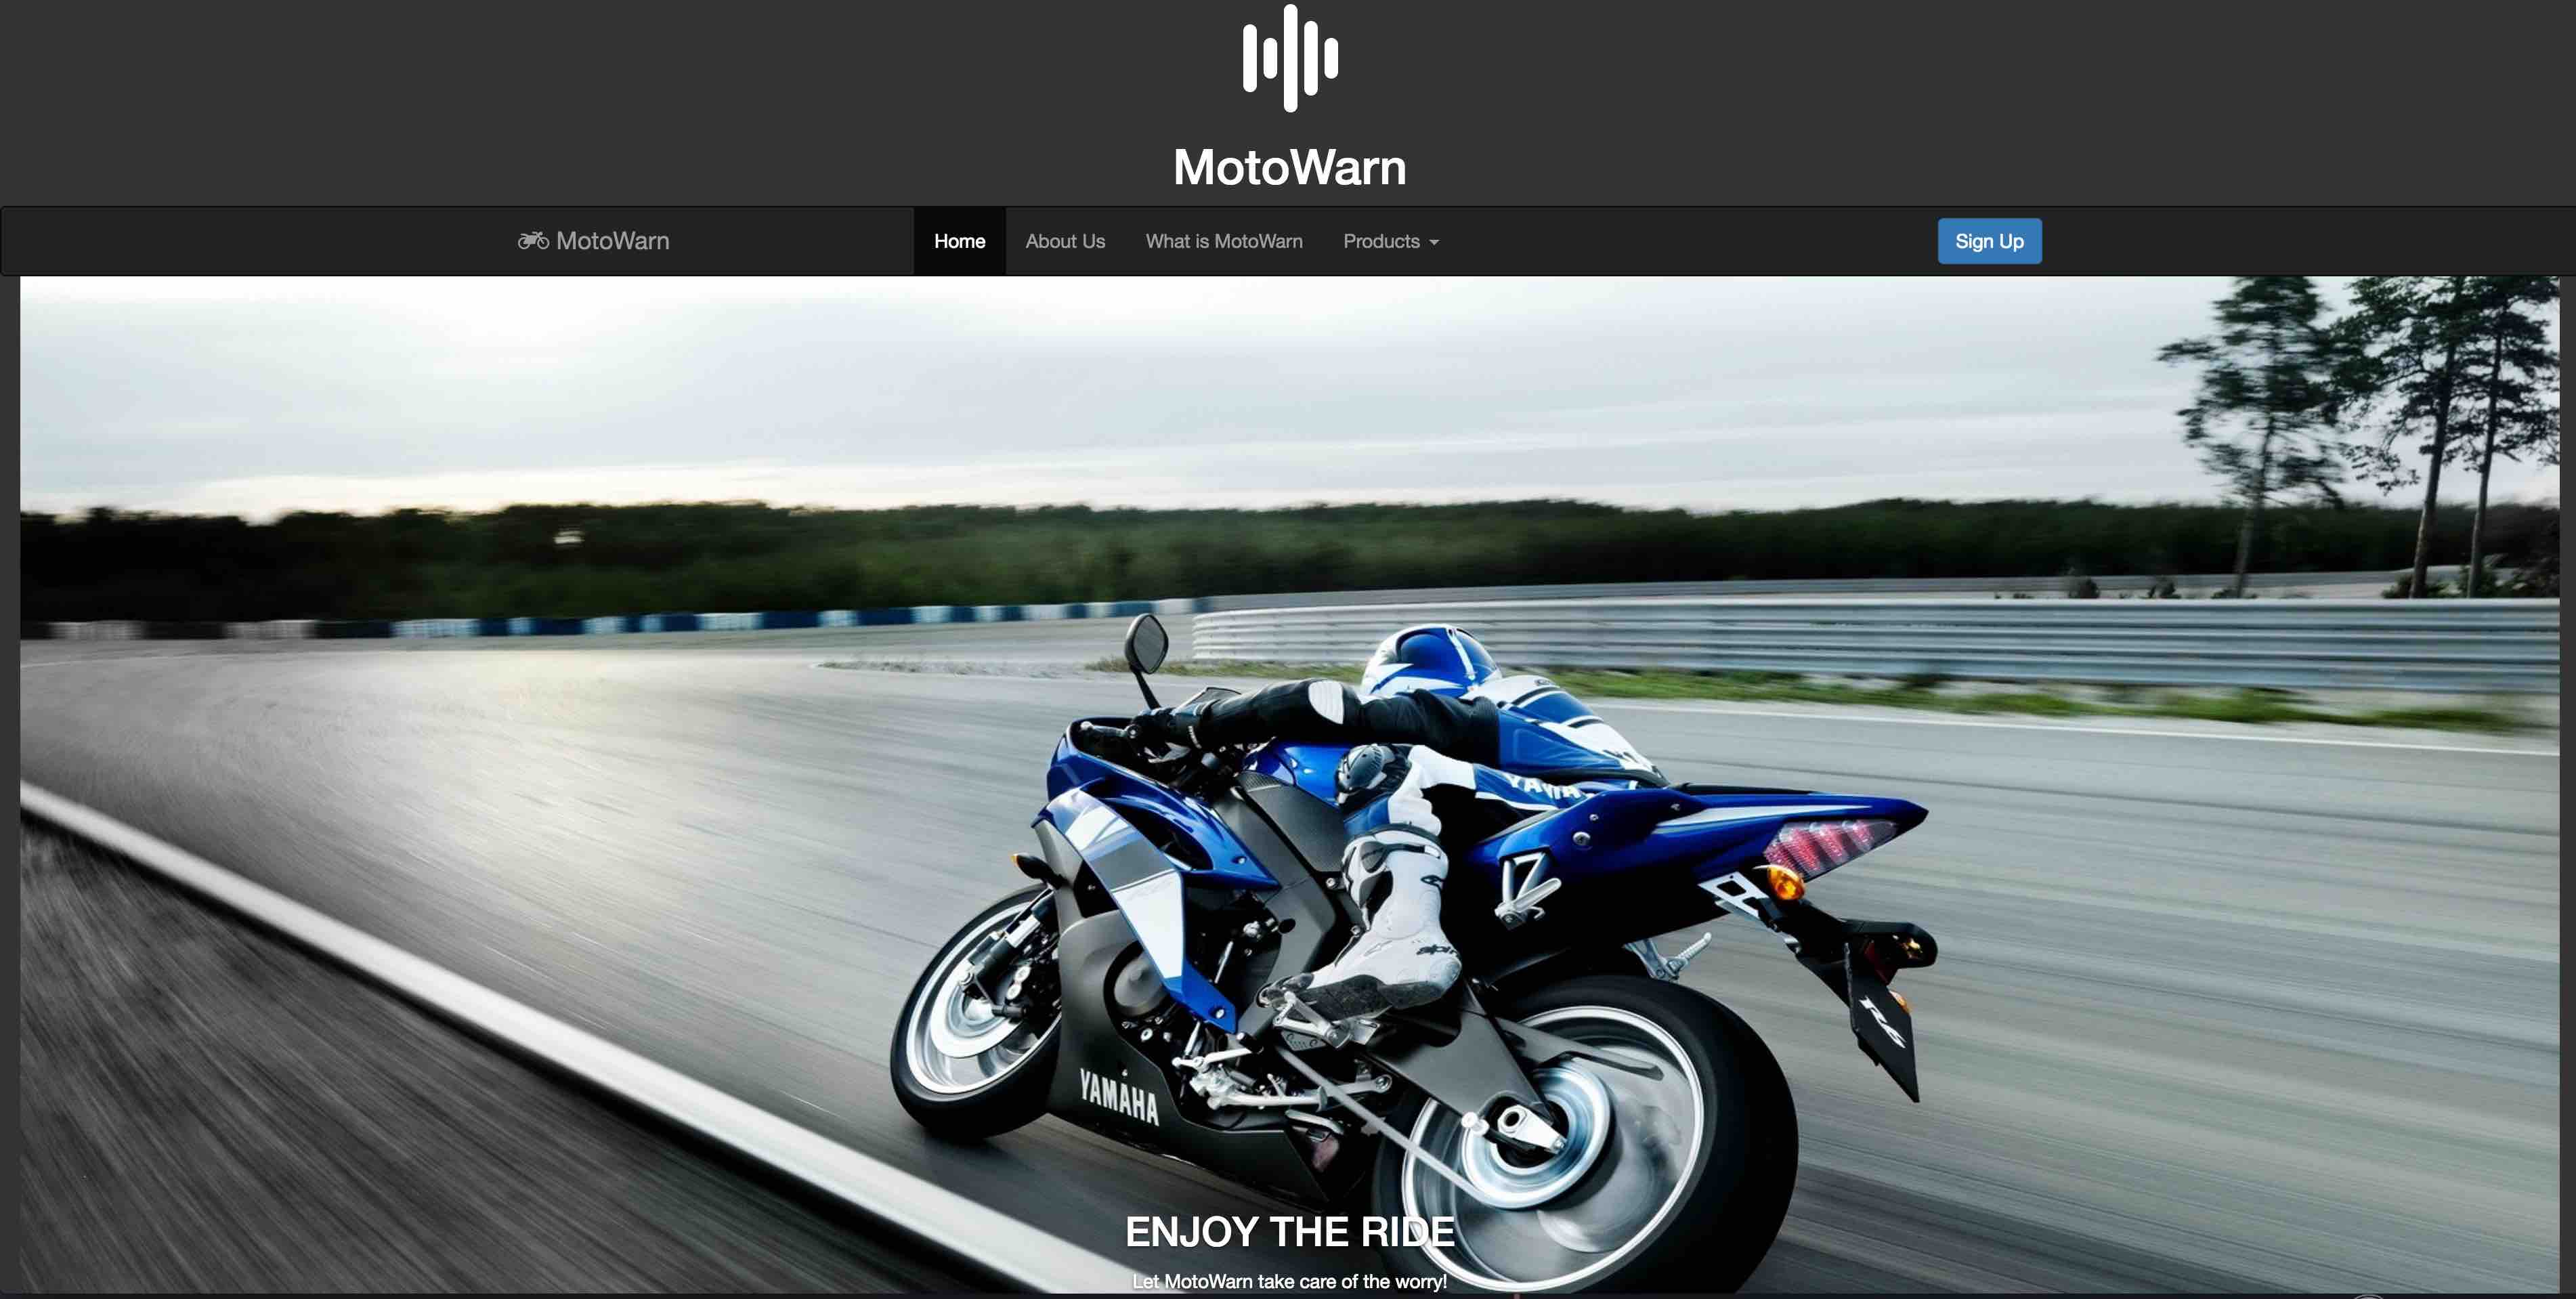 MotoWarn
MotoWarn Home About Us What is MotoWarn Products Sign Up
YAMAHA
R6
ENJOY THE RIDE
Let MotoWarn take care of the worry!